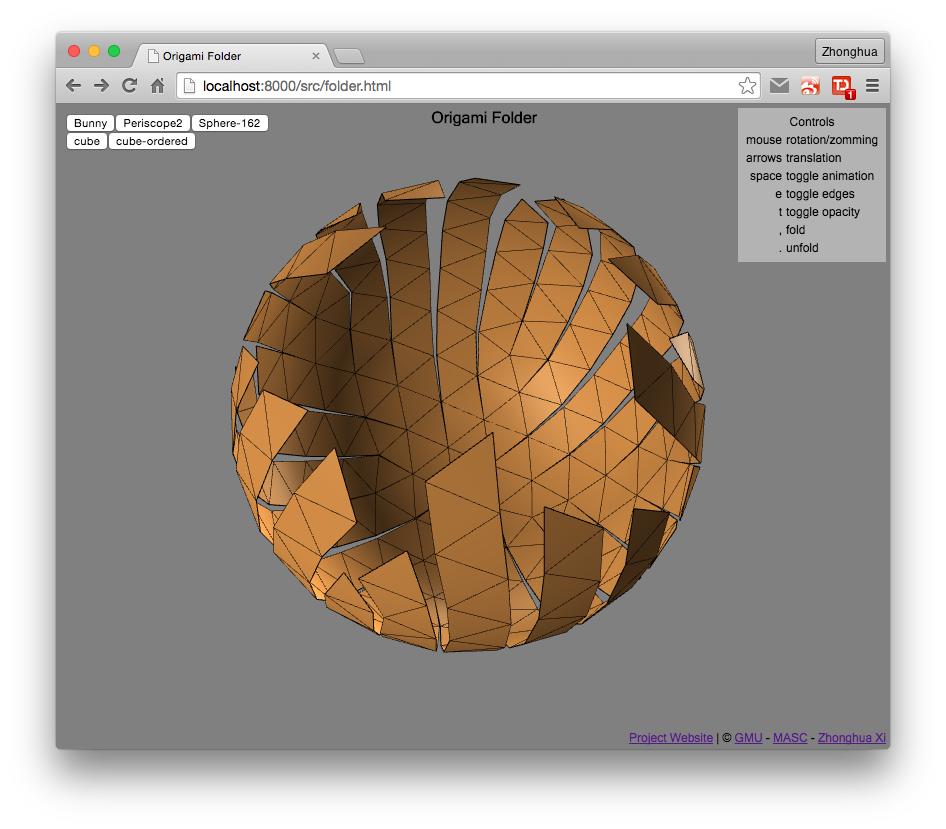 Origami Folder
Zhonghua
localhost:8000/src/folder.html
1
Bunny Periscope2 Sphere-162
cube cube-ordered
Origami Folder
Controls
mouse rotation/zomming
arrows translation
space toggle animation
e toggle edges
t toggle opacity
, fold
. unfold
Project Website | © GMU - MASC - Zhonghua Xi